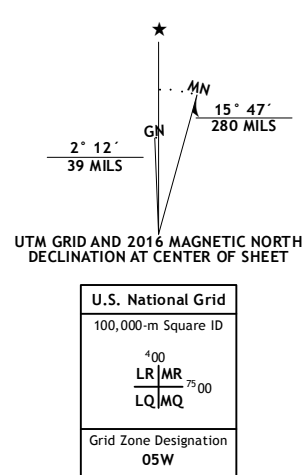 ★
MN
GN
15° 47´
280 MILS
2° 12´
39 MILS
UTM GRID AND 2016 MAGNETIC NORTH
DECLINATION AT CENTER OF SHEET
U.S. National Grid
100,000-m Square ID
⁴00
LR MR
⁷⁵00
LQ MQ
Grid Zone Designation
05W